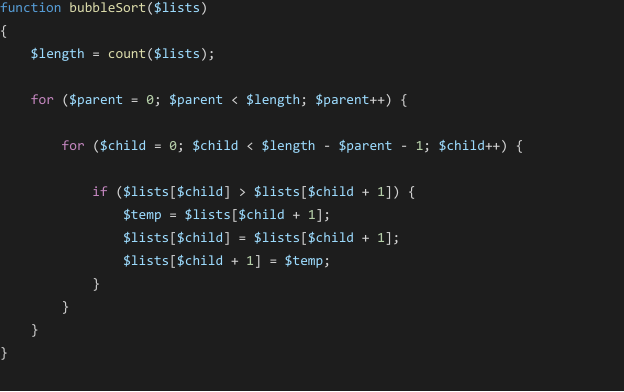 function bubbleSort($lists)
{
    $length = count($lists);

    for ($parent = 0; $parent < $length; $parent++) {

        for ($child = 0; $child < $length - $parent - 1; $child++) {

            if ($lists[$child] > $lists[$child + 1]) {
                $temp = $lists[$child + 1];
                $lists[$child] = $lists[$child + 1];
                $lists[$child + 1] = $temp;
            }
        }
    }
}